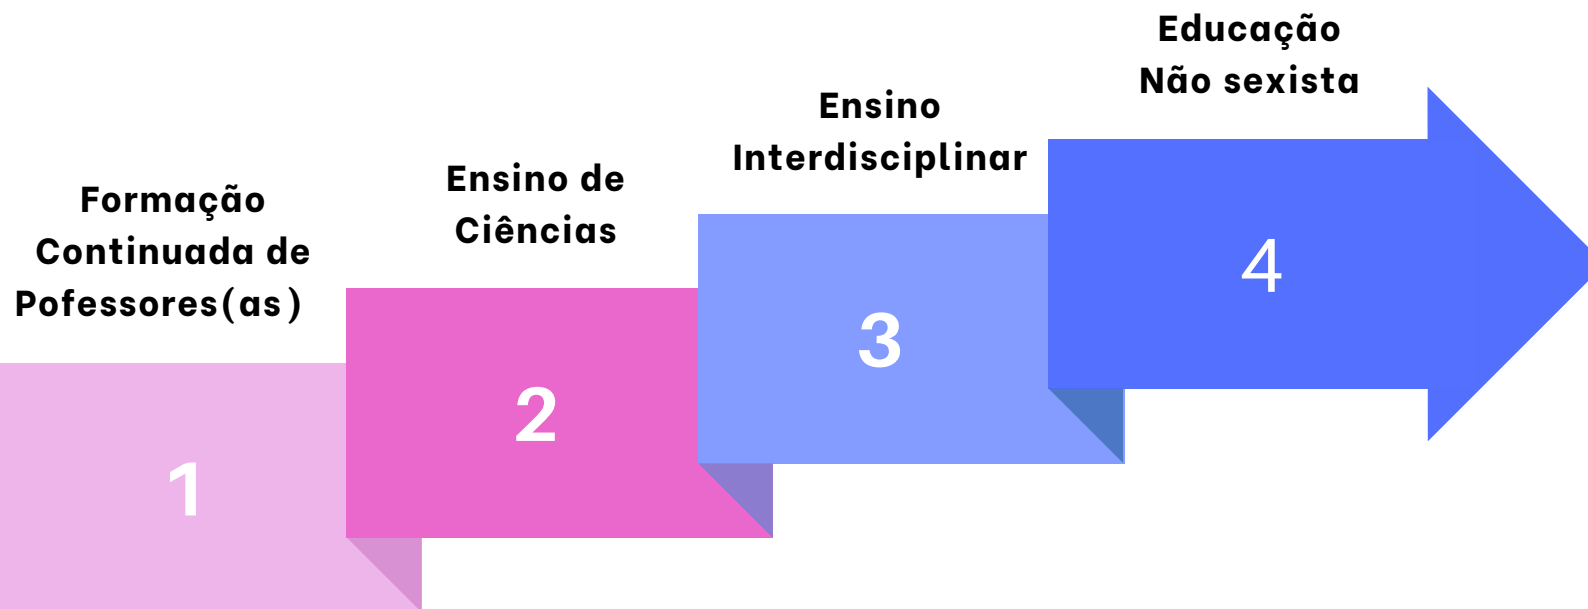 Formação
Continuada de
Pofessores(as)
1
Ensino de
Ciências
2
Ensino
Interdisciplinar
3
Educação
Não sexista
4